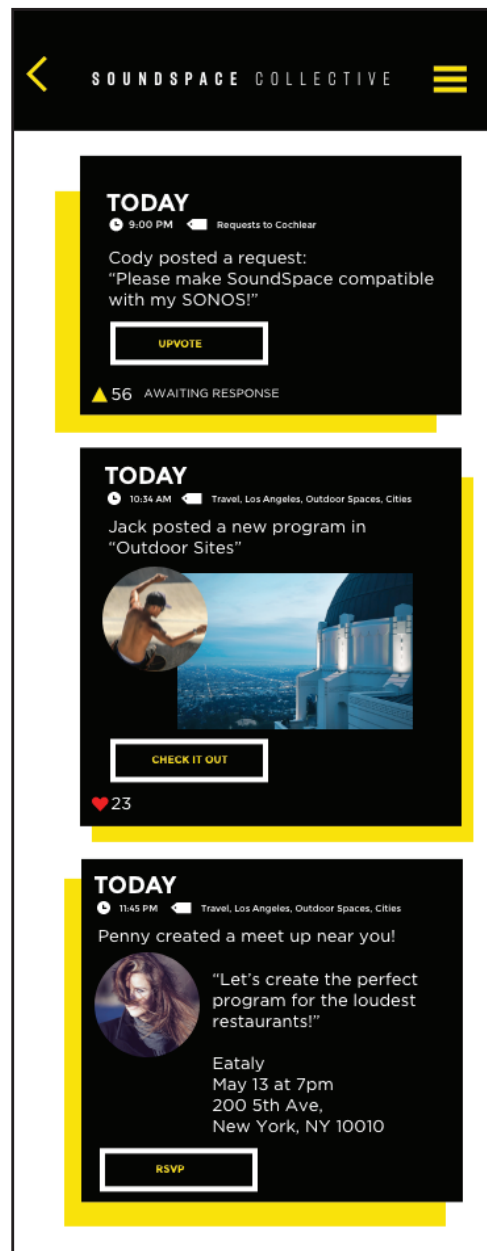 SOUNDSPACE COLLECTIVE
TODAY
9:00 PM Requests to Cochlear
Cody posted a request:
“Please make SoundSpace compatible
with my SONOS!”
UPVOTE
56 AWAITING RESPONSE
TODAY
10:34 AM Travel, Los Angeles, Outdoor Spaces, Cities
Jack posted a new program in
“Outdoor Sites”
CHECK IT OUT
23
TODAY
11:45 PM Travel, Los Angeles, Outdoor Spaces, Cities
Penny created a meet up near you!
“Let’s create the perfect
program for the loudest
restaurants!”
Eataly
May 13 at 7pm
200 5th Ave,
New York, NY 10010
RSVP